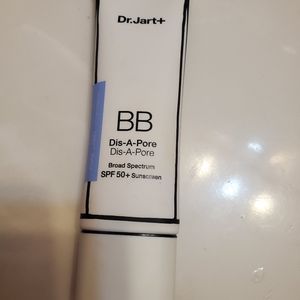 Dr.Jart+
BB
Dis-A-Pore
Dis-A-Pore
Broad Spectrum
SPF 50+ Sunscreen